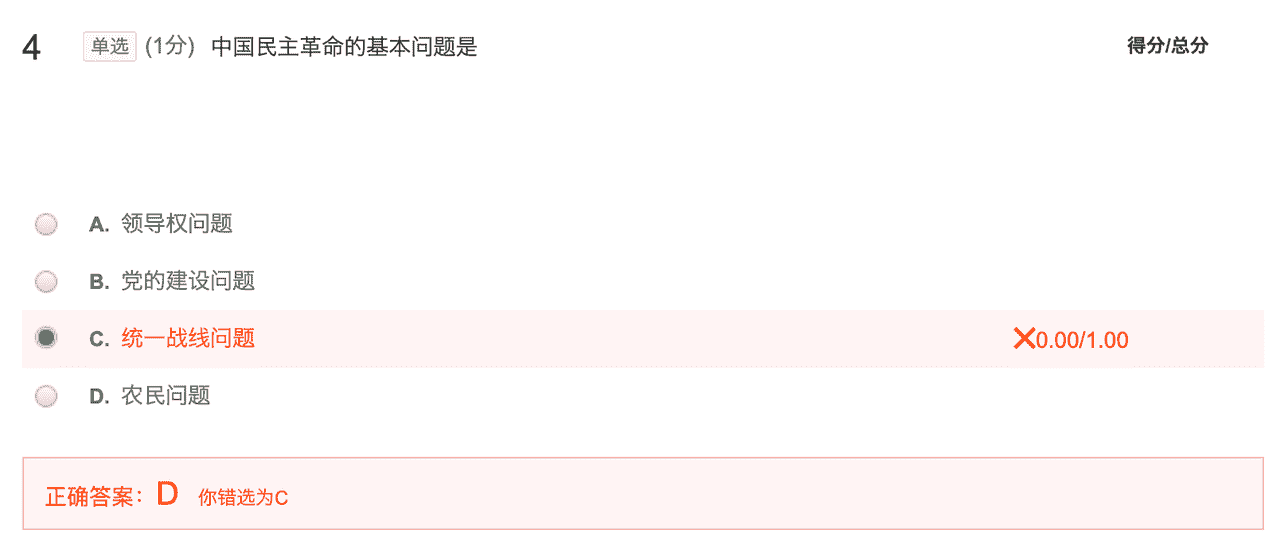 4 单选 (1分) 中国民主革命的基本问题是 得分/总分
A. 领导权问题
B. 党的建设问题
C. 统一战线问题 ✕0.00/1.00
D. 农民问题
正确答案：D 你错选为C